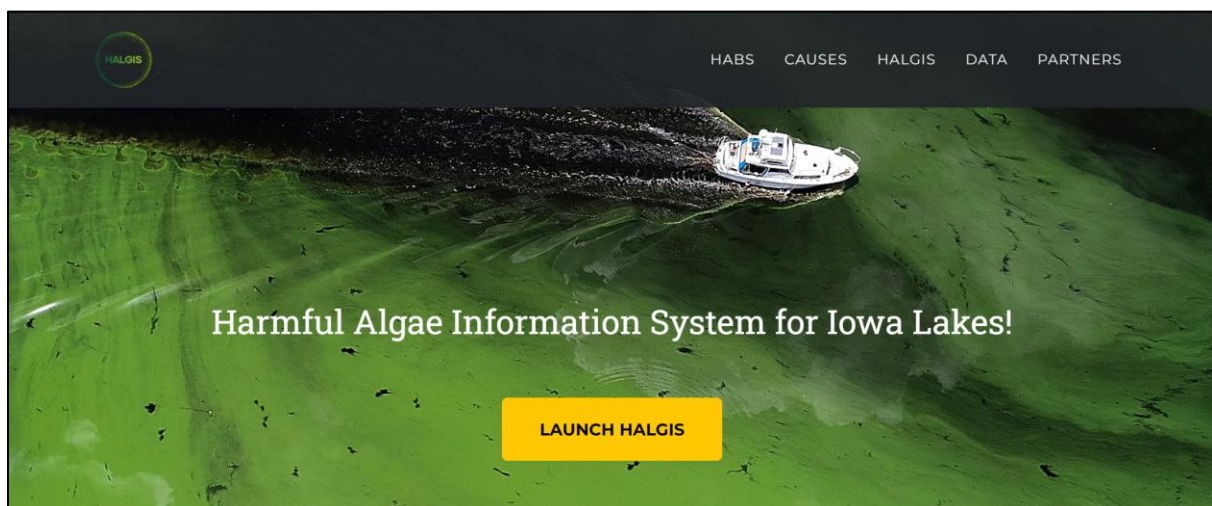 HALGIS
HABS CAUSES HALGIS DATA PARTNERS
Harmful Algae Information System for Iowa Lakes!
LAUNCH HALGIS